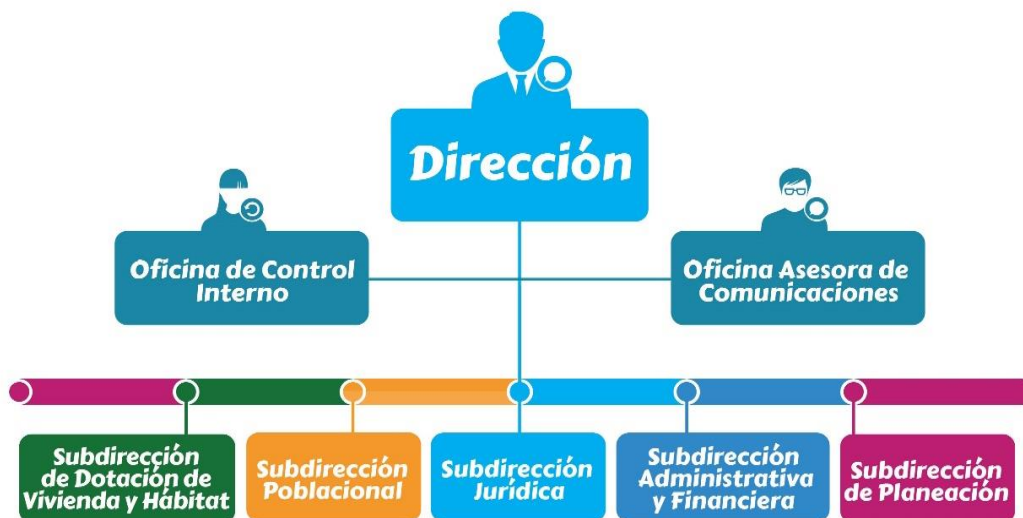 Dirección
Oficina de Control
Interno
Oficina Asesora de
Comunicaciones
Subdirección
de Dotación de
Vivienda y Hábitat
Subdirección
Poblacional
Subdirección
Jurídica
Subdirección
Administrativa
y Financiera
Subdirección
de Planeación